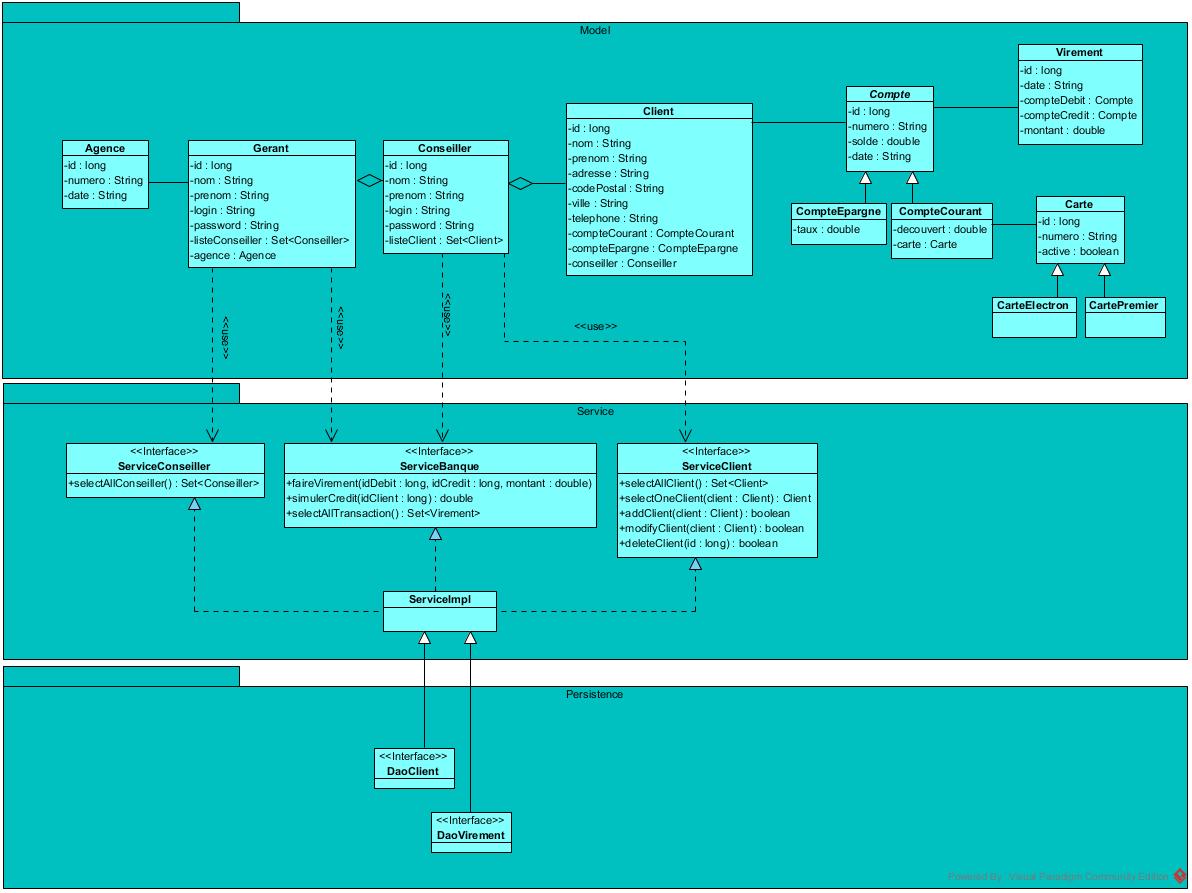 Model
Agence
-id : long
-numero : String
-date : String
Gerant
-id : long
-nom : String
-prenom : String
-login : String
-password : String
-listeConseiller : Set<Conseiller>
-agence : Agence
Conseiller
-id : long
-nom : String
-prenom : String
-login : String
-password : String
-listeClient : Set<Client>
Client
-id : long
-nom : String
-prenom : String
-adresse : String
-codePostal : String
-ville : String
-telephone : String
-compteCourant : CompteCourant
-compteEpargne : CompteEpargne
-conseiller : Conseiller
Compte
-id : long
-numero : String
-solde : double
-date : String
Virement
-id : long
-date : String
-compteDebit : Compte
-compteCredit : Compte
-montant : double
CompteEpargne
-taux : double
CompteCourant
-decouvert : double
-carte : Carte
Carte
-id : long
-numero : String
-active : boolean
CarteElectron
CartePremier
<<use>>
<<use>>
<<use>>
<<use>>
Service
<<Interface>>
ServiceConseiller
+selectAllConseiller() : Set<Conseiller>
<<Interface>>
ServiceBanque
+faireVirement(idDebit : long, idCredit : long, montant : double)
+simulerCredit(idClient : long) : double
+selectAllTransaction() : Set<Virement>
<<Interface>>
ServiceClient
+selectAllClient() : Set<Client>
+selectOneClient(client : Client) : Client
+addClient(client : Client) : boolean
+modifyClient(client : Client) : boolean
+deleteClient(id : long) : boolean
ServiceImpl
Persistence
<<Interface>>
DaoClient
<<Interface>>
DaoVirement
Powered By Visual Paradigm Community Edition